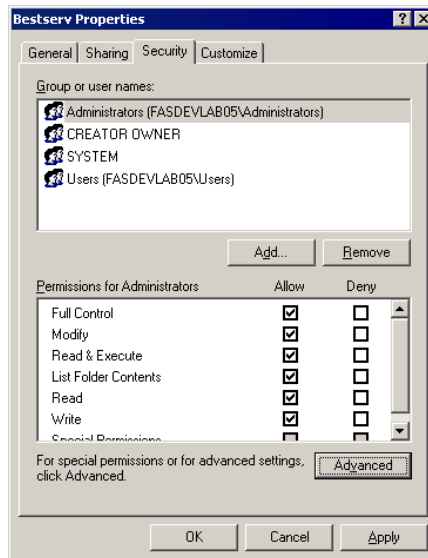 Bestserv Properties
General Sharing Security Customize
Group or user names:
Administrators (FASDEVLAB05\Administrators)
CREATOR OWNER
SYSTEM
Users (FASDEVLAB05\Users)
Add... Remove
Permissions for Administrators Allow Deny
Full Control
Modify
Read & Execute
List Folder Contents
Read
Write
Special Permissions
For special permissions or for advanced settings, Advanced
click Advanced.
OK Cancel Apply